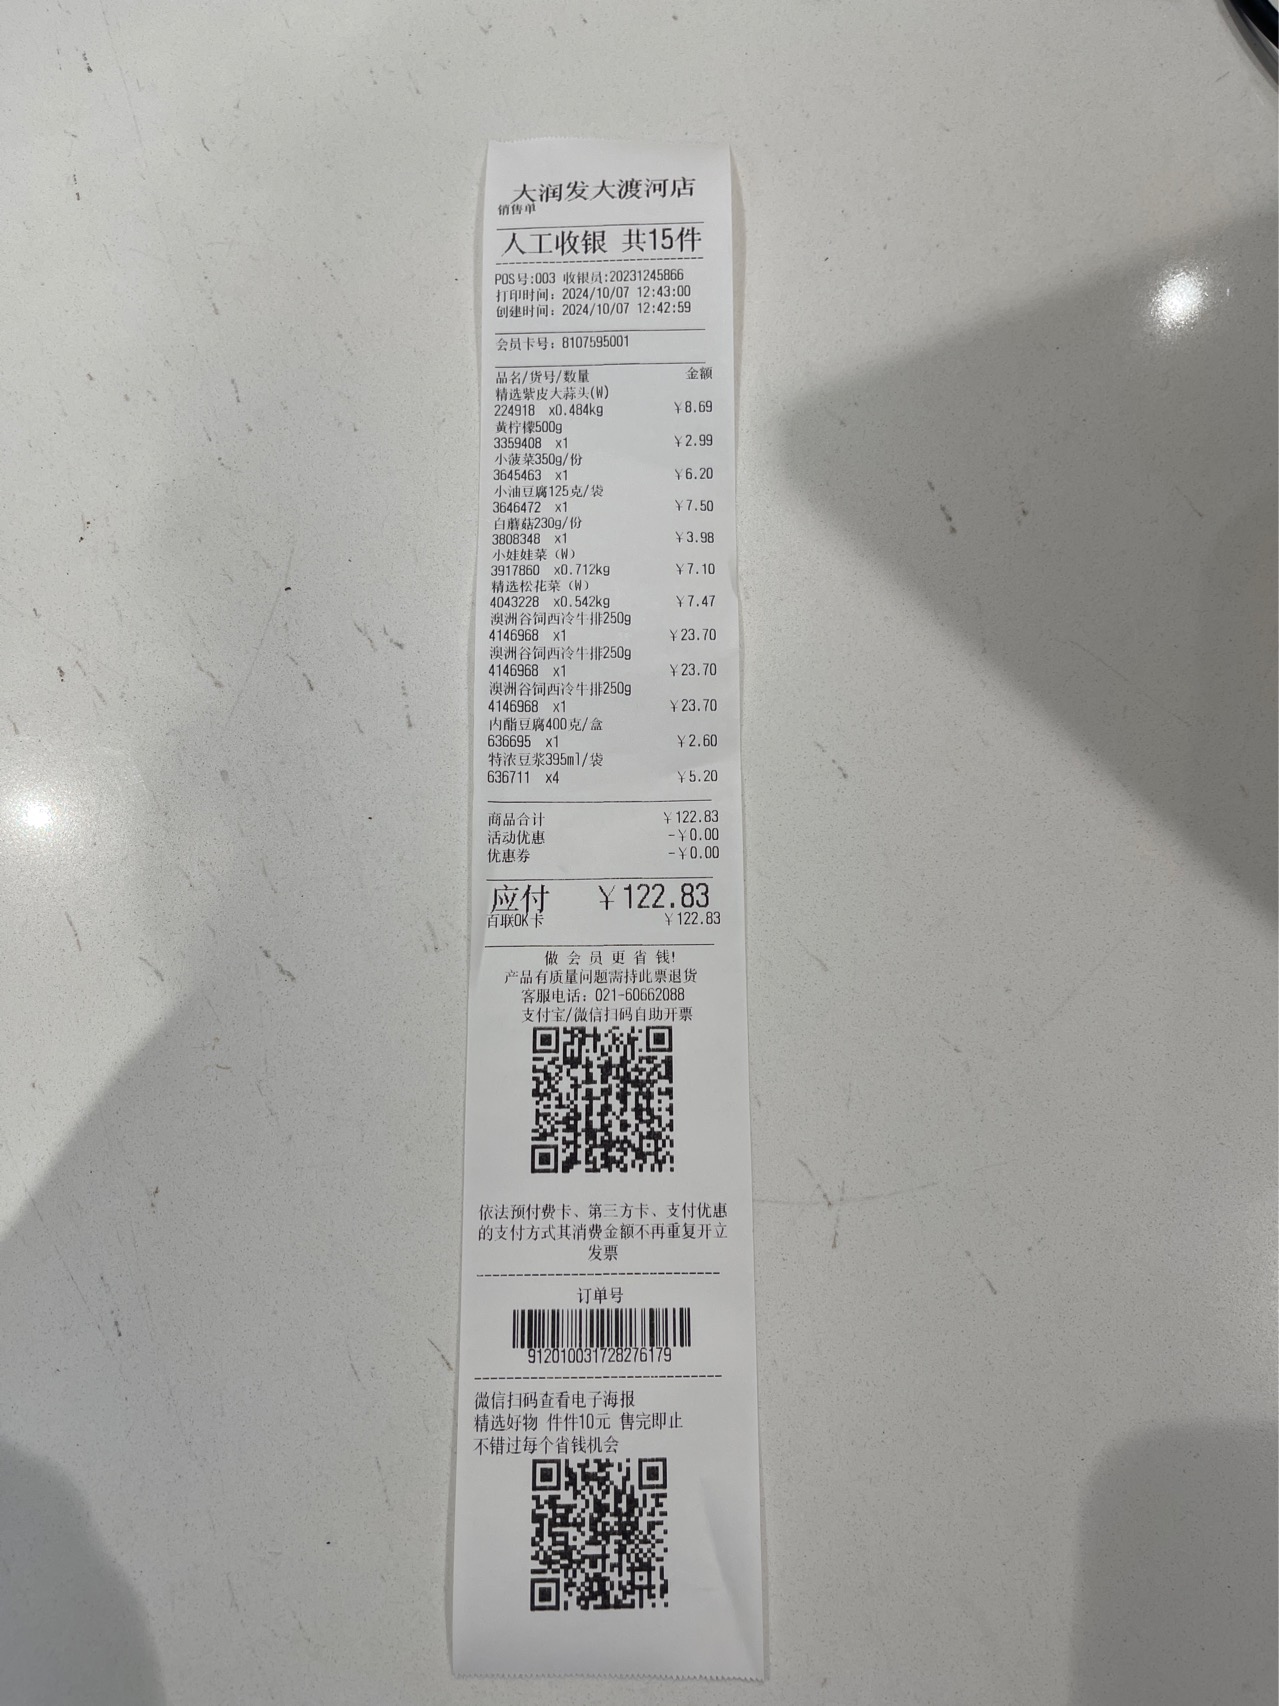 大润发大渡河店
销售单
人工收银 共15件
POS号:003 收银员:20231245866
打印时间: 2024/10/07 12:43:00
创建时间: 2024/10/07 12:42:59
会员卡号: 8107595001
品名/货号/数量 金额
精选紫皮大蒜头(W)
224918 x0.484kg ¥8.69
黄柠檬500g
3359408 x1 ¥2.99
小菠菜350g/份
3645463 x1 ¥6.20
小油豆腐125克/袋
3646472 x1 ¥7.50
白蘑菇230g/份
3808348 x1 ¥3.98
小娃娃菜（W）
3917860 x0.712kg ¥7.10
精选松花菜（W）
4043228 x0.542kg ¥7.47
澳洲谷饲西冷牛排250g
4146968 x1 ¥23.70
澳洲谷饲西冷牛排250g
4146968 x1 ¥23.70
澳洲谷饲西冷牛排250g
4146968 x1 ¥23.70
内酯豆腐400克/盒
636695 x1 ¥2.60
特浓豆浆395ml/袋
636711 x4 ¥5.20
商品合计 ¥122.83
活动优惠 -¥0.00
优惠券 -¥0.00
应付 ¥122.83
百联OK卡 ¥122.83
做会员更省钱!
产品有质量问题需持此票退货
客服电话: 021-60662088
支付宝/微信扫码自助开票
依法预付费卡、第三方卡、支付优惠
的支付方式其消费金额不再重复开立
发票
订单号
912010031728276179
微信扫码查看电子海报
精选好物 件件10元 售完即止
不错过每个省钱机会